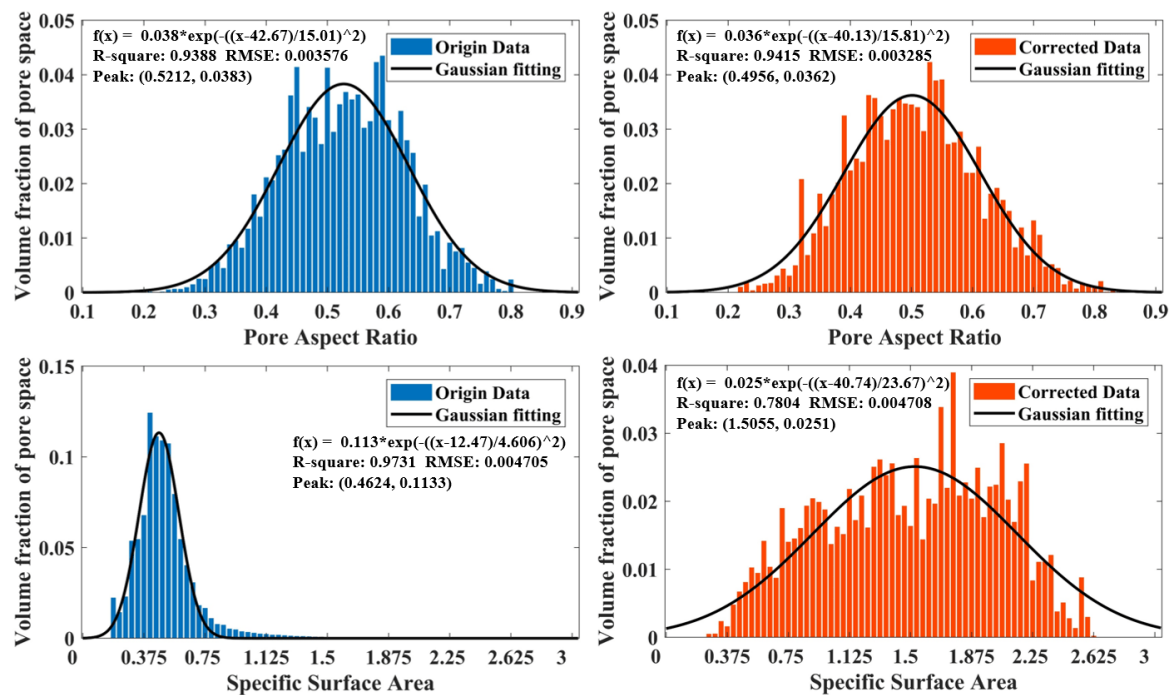 f(x) = 0.038*exp(-((x-42.67)/15.01)^2)
R-square: 0.9388 RMSE: 0.003576
Peak: (0.5212, 0.0383)
Origin Data
Gaussian fitting
Volume fraction of pore space
0.05
0.04
0.03
0.02
0.01
0
0.1 0.2 0.3 0.4 0.5 0.6 0.7 0.8 0.9
Pore Aspect Ratio
f(x) = 0.036*exp(-((x-40.13)/15.81)^2)
R-square: 0.9415 RMSE: 0.003285
Peak: (0.4956, 0.0362)
Corrected Data
Gaussian fitting
Volume fraction of pore space
0.05
0.04
0.03
0.02
0.01
0
0.1 0.2 0.3 0.4 0.5 0.6 0.7 0.8 0.9
Pore Aspect Ratio
Origin Data
Gaussian fitting
f(x) = 0.113*exp(-((x-12.47)/4.606)^2)
R-square: 0.9731 RMSE: 0.004705
Peak: (0.4624, 0.1133)
Volume fraction of pore space
0.15
0.1
0.05
0
0 0.375 0.75 1.125 1.5 1.875 2.25 2.625 3
Specific Surface Area
f(x) = 0.025*exp(-((x-40.74)/23.67)^2)
R-square: 0.7804 RMSE: 0.004708
Peak: (1.5055, 0.0251)
Corrected Data
Gaussian fitting
Volume fraction of pore space
0.04
0.03
0.02
0.01
0
0 0.375 0.75 1.125 1.5 1.875 2.25 2.625 3
Specific Surface Area